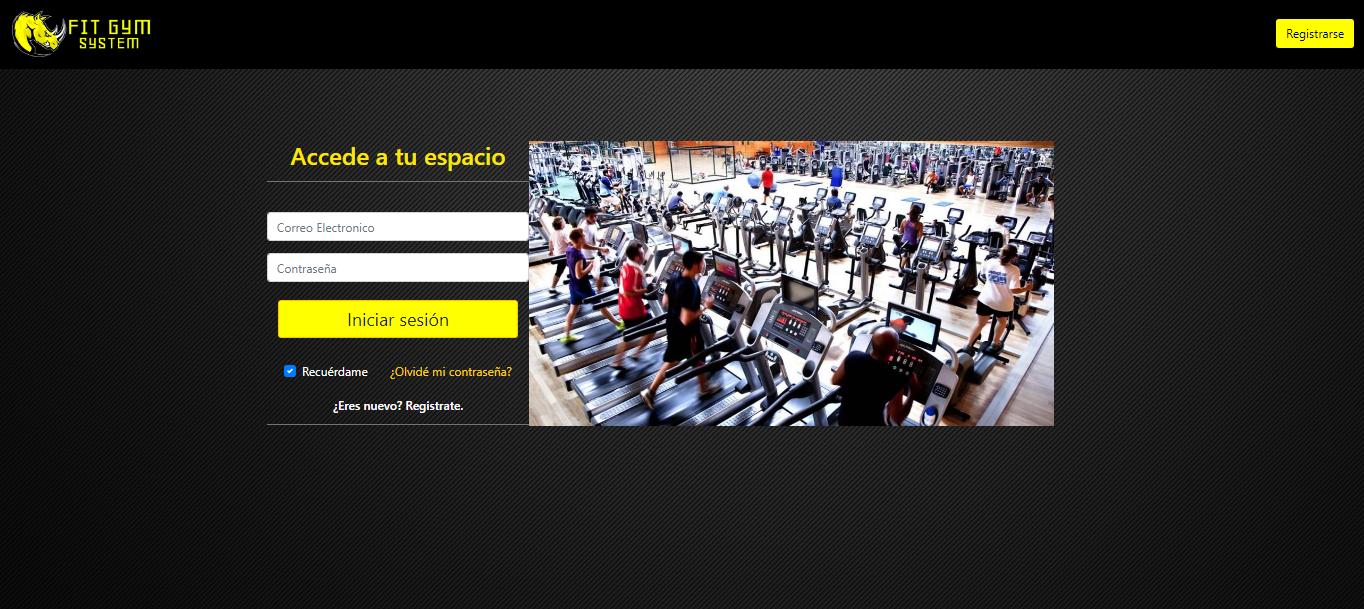 FIT GYM
SYSTEM
Registrarse
Accede a tu espacio
Correo Electronico
Contraseña
Iniciar sesión
Recuérdame
¿Olvidé mi contraseña?
¿Eres nuevo? Registrate.